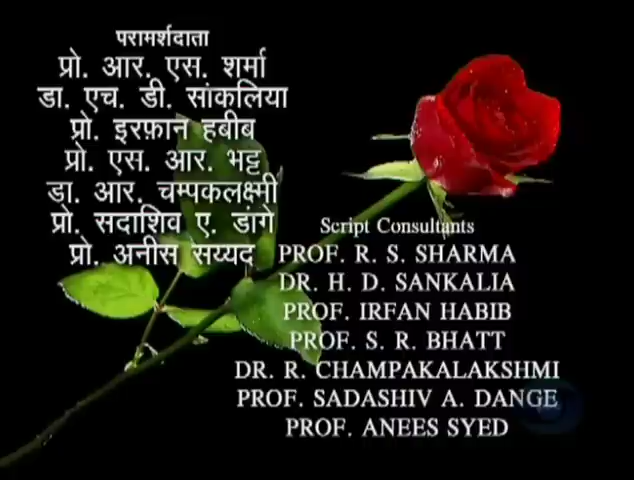 परामर्शदाता
प्रो. आर. एस. शर्मा
डा. एच. डी. सांकलिया
प्रो. इरफ़ान हबीब
प्रो. एस. आर. भट्ट
डा. आर. चम्पकलक्ष्मी
प्रो. सदाशिव ए. डांगे
प्रो. अनीस सय्यद
Script Consultants
PROF. R. S. SHARMA
DR. H. D. SANKALIA
PROF. IRFAN HABIB
PROF. S. R. BHATT
DR. R. CHAMPAKALAKSHMI
PROF. SADASHIV A. DANGE
PROF. ANEES SYED